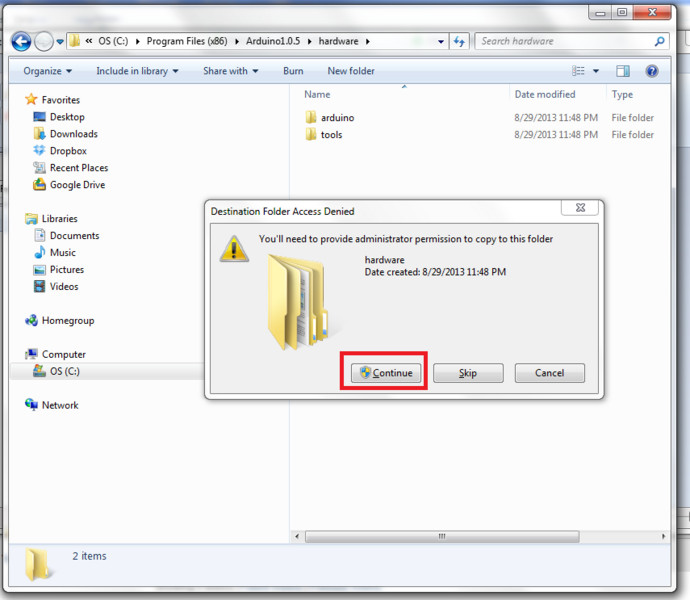 « OS (C:) ▸ Program Files (x86) ▸ Arduino1.0.5 ▸ hardware ▸
Search hardware
Organize Include in library Share with Burn New folder
Favorites
Desktop
Downloads
Dropbox
Recent Places
Google Drive
Libraries
Documents
Music
Pictures
Videos
Homegroup
Computer
OS (C:)
Network
Name Date modified Type
arduino 8/29/2013 11:48 PM File folder
tools 8/29/2013 11:48 PM File folder
Destination Folder Access Denied
You'll need to provide administrator permission to copy to this folder
hardware
Date created: 8/29/2013 11:48 PM
Continue Skip Cancel
2 items